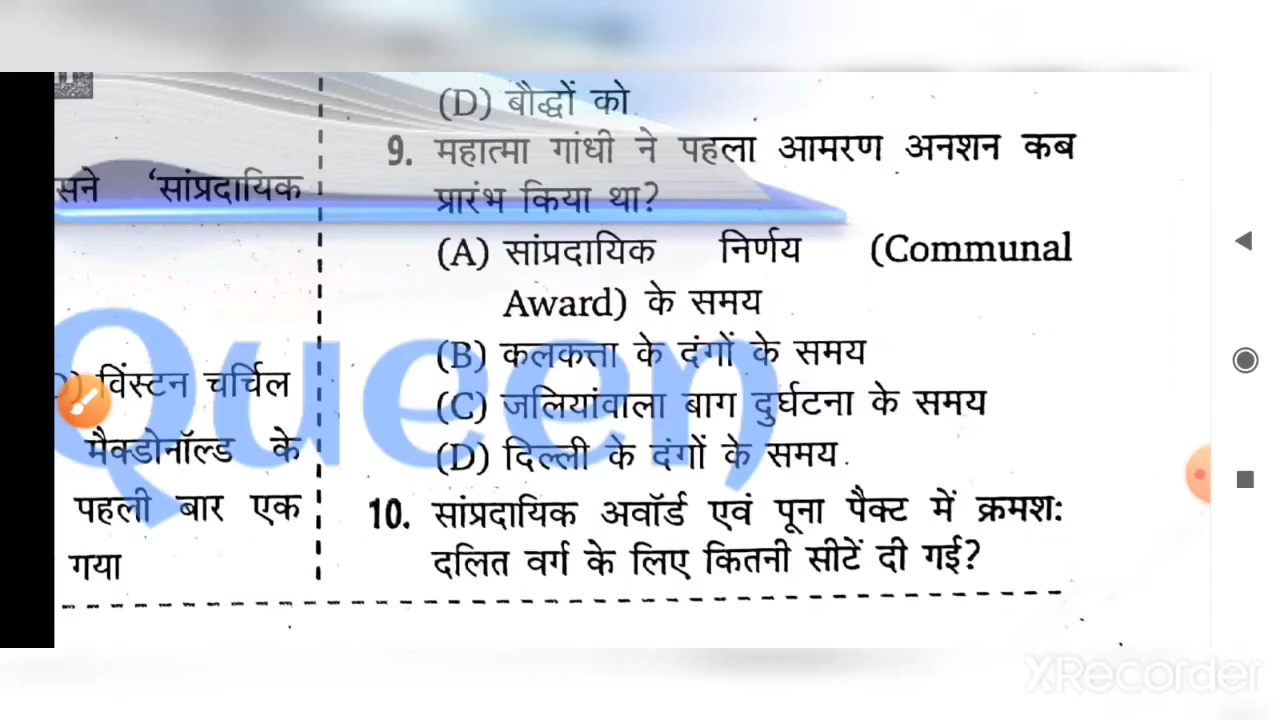 सने 'सांप्रदायिक
विंस्टन चर्चिल
मैक्डोनॉल्ड के
पहली बार एक
गया
(D) बौद्धों को
9. महात्मा गांधी ने पहला आमरण अनशन कब
प्रारंभ किया था?
(A) सांप्रदायिक निर्णय (Communal
Award) के समय
(B) कलकत्ता के दंगों के समय
(C) जलियांवाला बाग दुर्घटना के समय
(D) दिल्ली के दंगों के समय
10. सांप्रदायिक अवॉर्ड एवं पूना पैक्ट में क्रमश:
दलित वर्ग के लिए कितनी सीटें दी गई?
Queen
XRecorder